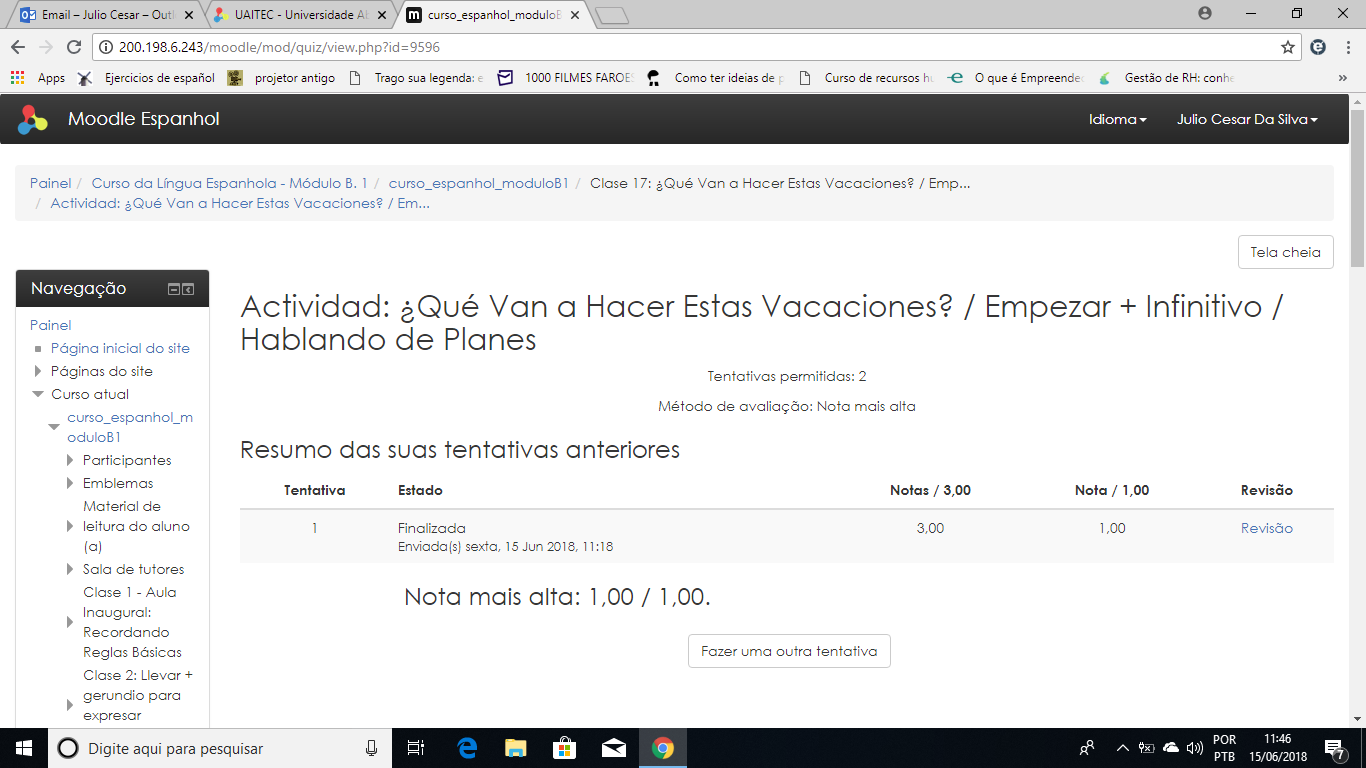 Email – Julio Cesar – Outl
UAITEC - Universidade Ab
curso_espanhol_moduloB
200.198.6.243/moodle/mod/quiz/view.php?id=9596
Apps
Ejercicios de español
projetor antigo
Trago sua legenda: e
1000 FILMES FAROES
Como ter ideias de p
Curso de recursos hu
O que é Empreende
Gestão de RH: conhe
»
Moodle Espanhol
Idioma
Julio Cesar Da Silva
Painel / Curso da Língua Espanhola - Módulo B. 1 / curso_espanhol_moduloB1 / Clase 17: ¿Qué Van a Hacer Estas Vacaciones? / Emp...
/ Actividad: ¿Qué Van a Hacer Estas Vacaciones? / Em...
Tela cheia
Navegação
Painel
Página inicial do site
Páginas do site
Curso atual
curso_espanhol_m
oduloB1
Participantes
Emblemas
Material de
leitura do aluno
(a)
Sala de tutores
Clase 1 - Aula
Inaugural:
Recordando
Reglas Básicas
Clase 2: Llevar +
gerundio para
expresar
Actividad: ¿Qué Van a Hacer Estas Vacaciones? / Empezar + Infinitivo /
Hablando de Planes
Tentativas permitidas: 2
Método de avaliação: Nota mais alta
Resumo das suas tentativas anteriores
Tentativa Estado Notas / 3,00 Nota / 1,00 Revisão
1 Finalizada 3,00 1,00 Revisão
Enviada(s) sexta, 15 Jun 2018, 11:18
Nota mais alta: 1,00 / 1,00.
Fazer uma outra tentativa
Digite aqui para pesquisar
POR
PTB
11:46
15/06/2018
7